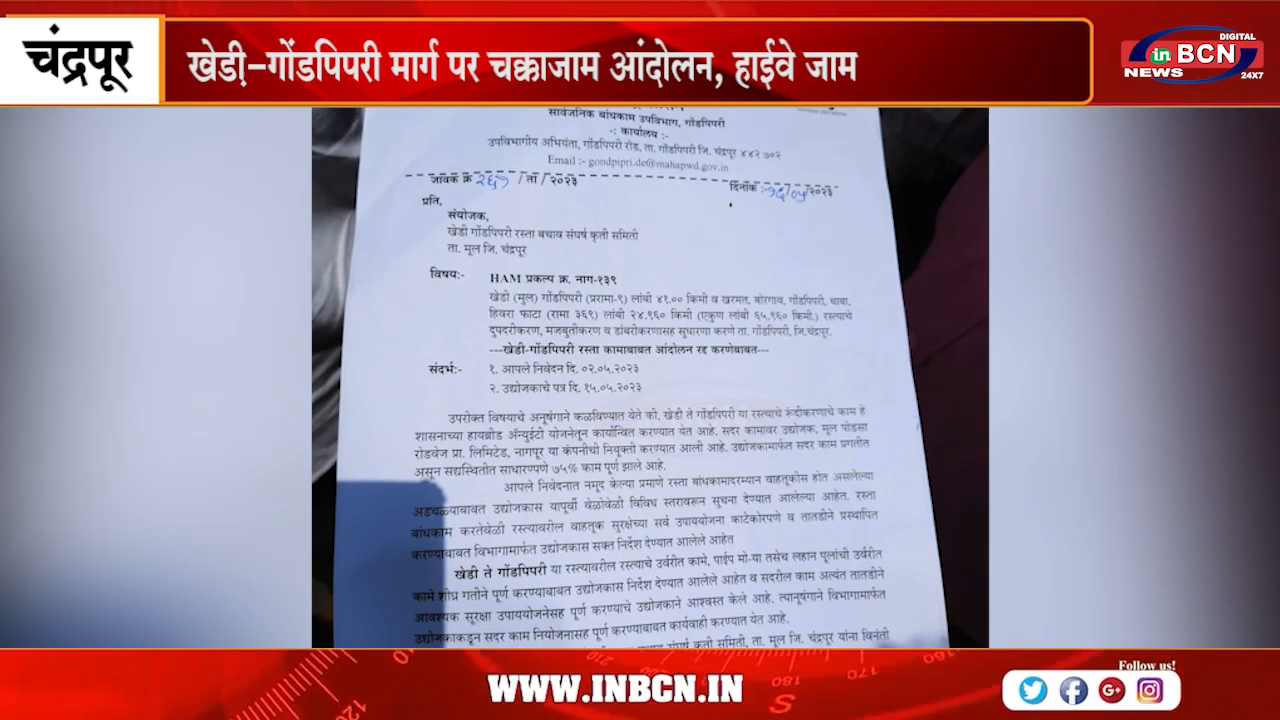 चंद्रपूर
खेडी-गोंडपिपरी मार्ग पर चक्काजाम आंदोलन, हाईवे जाम
DIGITAL
in BCN
NEWS
24X7
सार्वजनिक बांधकाम उपविभाग, गोंडपिपरी
-: कार्यालय :-
उपविभागीय अभियंता, गोंडपिपरी रोड, ता. गोंडपिपरी जि. चंद्रपूर ४४२ ७०२
Email :- gondpipri.de@mahapwd.gov.in
जावक क्र २६७ / ता / २०२३
दिनांक :-१६/०५/२०२३
प्रति,
संयोजक,
खेडी गोंडपिपरी रस्ता बचाव संघर्ष कृती समिती
ता. मूल जि. चंद्रपूर
विषय:- HAM प्रकल्प क्र. नाग-१३९
खेडी (मुल) गोंडपिपरी (प्ररामा-९) लांबी ४१.०० किमी व खरमत, बोरगाव, गोंडपिपरी, धाबा,
हिवरा फाटा (रामा ३६९) लांबी २४.९६० किमी (एकुण लांबी ६५.९६० किमी.) रस्त्याचे
दुपदरीकरण, मजबुतीकरण व डांबरीकरणासह सुधारणा करणे ता. गोंडपिपरी, जि.चंद्रपूर.
---खेडी-गोंडपिपरी रस्ता कामाबाबत आंदोलन रद्द करणेबाबत---
संदर्भ:- १. आपले निवेदन दि. ०२.०५.२०२३
२. उद्योजकाचे पत्र दि. १५.०५.२०२३
उपरोक्त विषयाचे अनूषंगाने कळविण्यात येते की, खेडी ते गोंडपिपरी या रस्त्याचे रूंदीकरणाचे काम हे
शासनाच्या हायब्रीड ॲन्युईटी योजनेतून कार्यान्वित करण्यात येत आहे. सदर कामावर उद्योजक, मूल पोडसा
रोडवेज प्रा. लिमिटेड, नागपूर या कंपनीची नियूक्ती करण्यात आली आहे. उद्योजकामार्फत सदर काम प्रगतीत
असून सद्यस्थितीत साधारणपणे ७५% काम पूर्ण झाले आहे.
आपले निवेदनात नमूद केल्या प्रमाणे रस्ता बांधकामादरम्यान वाहतूकीस होत असलेल्या
अडचळ्याबाबत उद्योजकास यापूर्वी वेळोवेळी विविध स्तरावरून सुचना देण्यात आलेल्या आहेत. रस्ता
बांधकाम करतेवेळी रस्त्यावरील वाहतूक सुरक्षेच्या सर्व उपाययोजना काटेकोरपणे व तातडीने प्रस्थापित
करण्याबाबत विभागामार्फत उद्योजकास सक्त निर्देश देण्यात आलेले आहेत
खेडी ते गोंडपिपरी या रस्त्यावरील रस्त्याचे उर्वरीत कामे, पाईप मो-या तसेच लहान पूलांची उर्वरीत
कामे शीघ्र गतीने पूर्ण करण्याबाबत उद्योजकास निर्देश देण्यात आलेले आहेत व सदरील काम अत्यंत तातडीने
आवश्यक सुरक्षा उपाययोजनेसह पूर्ण करण्याचे उद्योजकाने आश्वस्त केले आहे. त्यानूषंगाने विभागामार्फत
उद्योजकाकडून सदर काम नियोजनासह पूर्ण करण्याबाबत कार्यवाही करण्यात येत आहे.
संघर्ष कृती समिती, ता. मूल जि. चंद्रपूर यांना विनंती
WWW.INBCN.IN
Follow us!